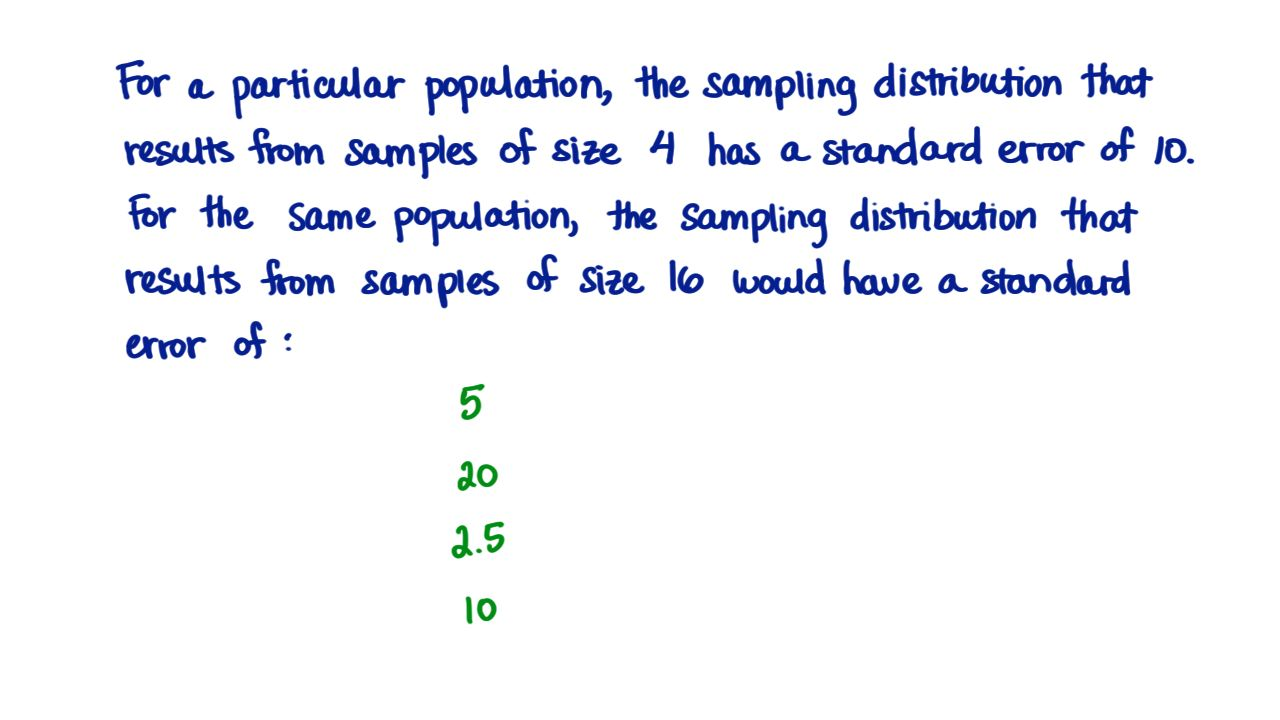 For a particular population, the sampling distribution that
results from samples of size 4 has a standard error of 10.
For the same population, the sampling distribution that
results from samples of size 16 would have a standard
error of :
5
20
2.5
10